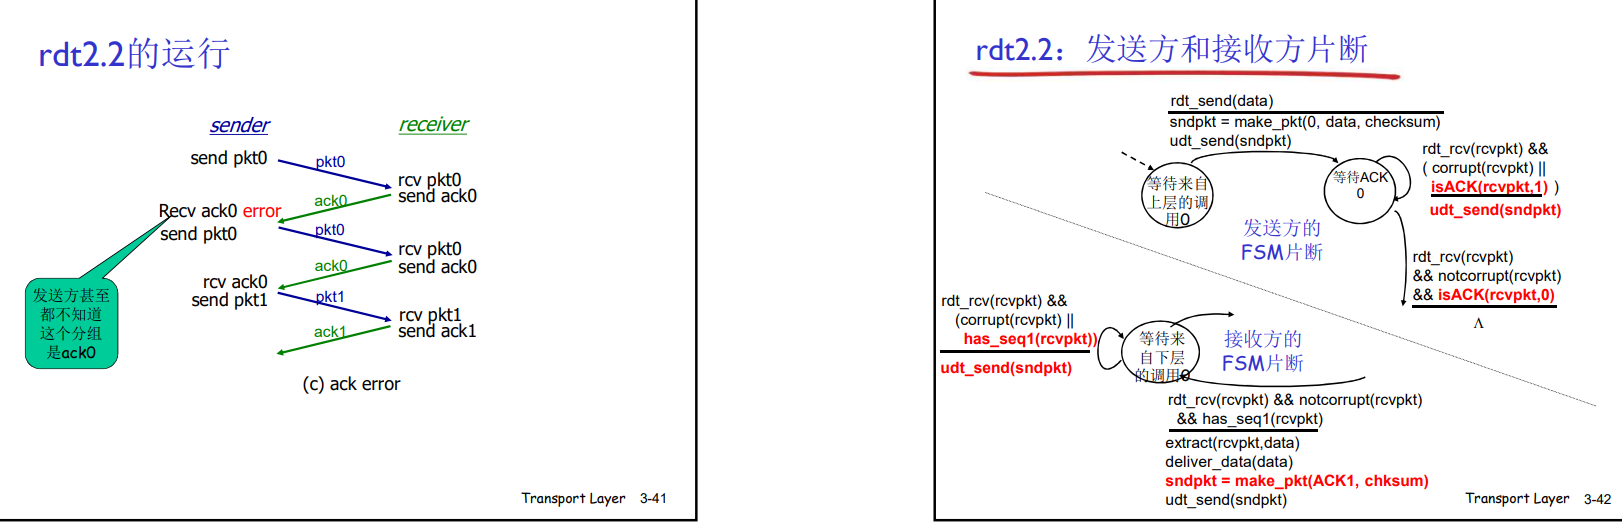 rdt2.2的运行
sender
receiver
send pkt0
pkt0
rcv pkt0
send ack0
ack0
Recv ack0 error
send pkt0
pkt0
rcv pkt0
send ack0
ack0
rcv ack0
send pkt1
pkt1
rcv pkt1
send ack1
ack1
发送方甚至
都不知道
这个分组
是ack0
(c) ack error
Transport Layer 3-41
rdt2.2：发送方和接收方片断
rdt_send(data)
sndpkt = make_pkt(0, data, checksum)
udt_send(sndpkt)
等待来自
上层的调
用0
等待ACK
0
rdt_rcv(rcvpkt) &&
( corrupt(rcvpkt) ||
isACK(rcvpkt,1) )
udt_send(sndpkt)
发送方的
FSM片断
rdt_rcv(rcvpkt)
&& notcorrupt(rcvpkt)
&& isACK(rcvpkt,0)
Λ
rdt_rcv(rcvpkt) &&
(corrupt(rcvpkt) ||
has_seq1(rcvpkt))
udt_send(sndpkt)
等待来
自下层
的调用0
接收方的
FSM片断
rdt_rcv(rcvpkt) && notcorrupt(rcvpkt)
&& has_seq1(rcvpkt)
extract(rcvpkt,data)
deliver_data(data)
sndpkt = make_pkt(ACK1, chksum)
udt_send(sndpkt)
Transport Layer 3-42